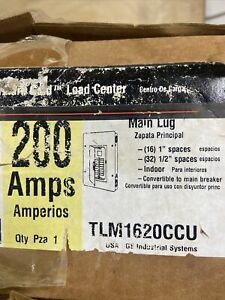 Load Center
Centro De Carga
200
Amps
Amperios
Qty Pza 1
Main Lug
Zapata Principal
-(16) 1" spaces espacios
-(32) 1/2" spaces espacios
-Indoor Para interiores
-Convertible to main breaker
Convertible para uso con disyuntor princ
TLM1620CCU
USA GE Industrial Systems